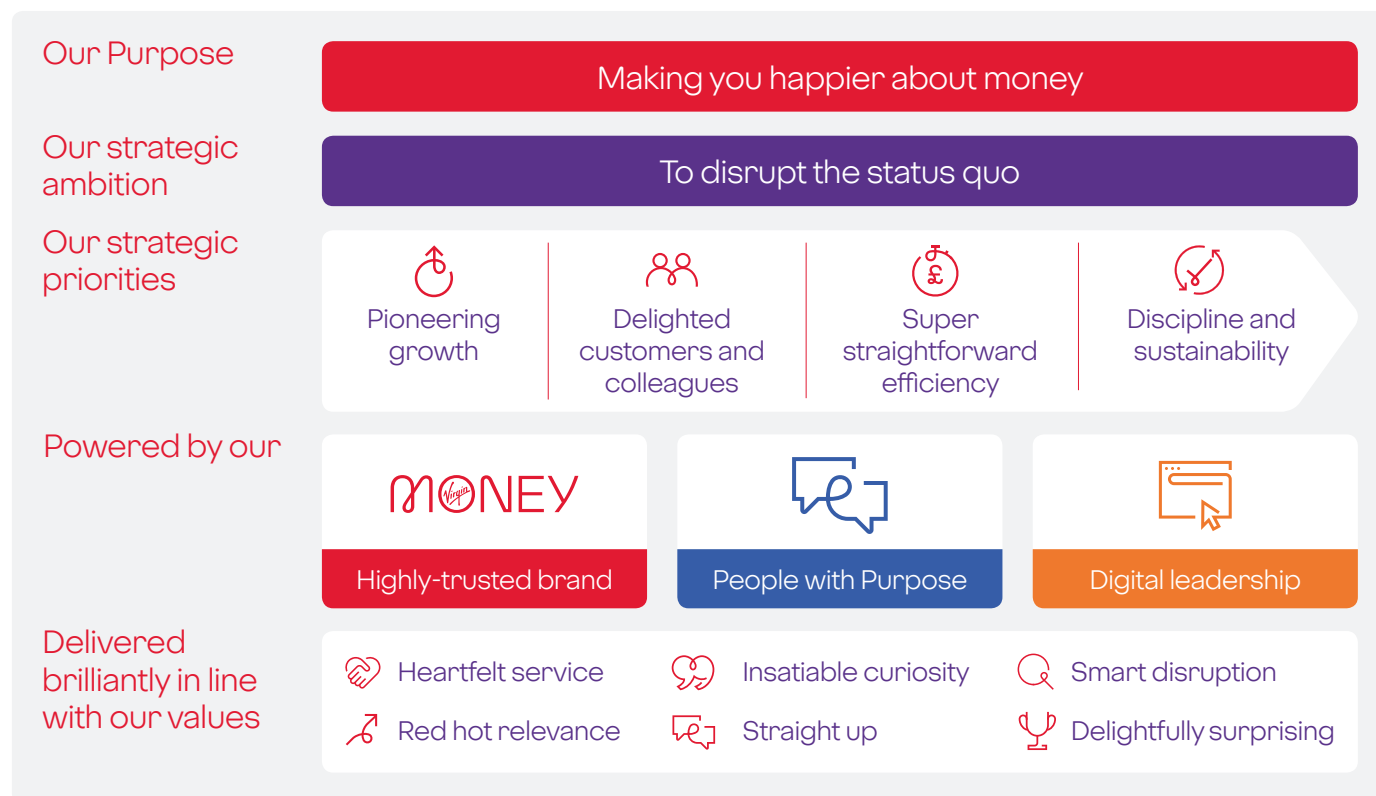 Our Purpose
Making you happier about money
Our strategic
ambition
To disrupt the status quo
Our strategic
priorities
Pioneering
growth
Delighted
customers and
colleagues
Super
straightforward
efficiency
£
Discipline and
sustainability
Powered by our
Virgin
MONEY
Highly-trusted brand
People with Purpose
Digital leadership
Delivered
brilliantly in line
with our values
Heartfelt service
Insatiable curiosity
Smart disruption
Red hot relevance
Straight up
Delightfully surprising